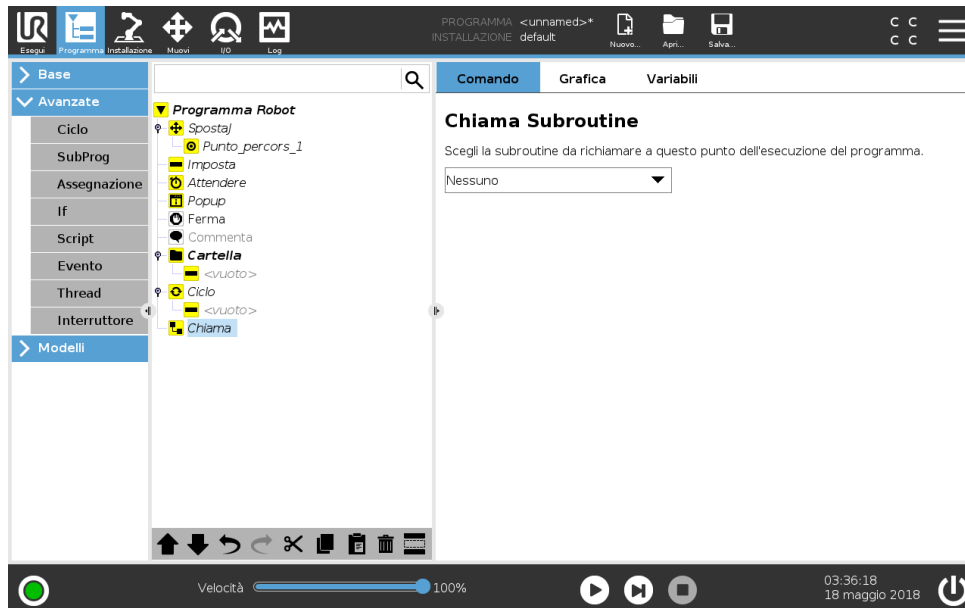 PROGRAMMA <unnamed>*
INSTALLAZIONE default
Esegui
Programma
Installazione
Muovi
I/O
Log
Nuovo...
Apri...
Salva...
C C
C C
Base
Avanzate
Ciclo
SubProg
Assegnazione
If
Script
Evento
Thread
Interruttore
Modelli
Programma Robot
SpostaJ
Punto_percors_1
Imposta
Attendere
Popup
Ferma
Commenta
Cartella
<vuoto>
Ciclo
<vuoto>
Chiama
Comando
Grafica
Variabili
Chiama Subroutine
Scegli la subroutine da richiamare a questo punto dell'esecuzione del programma.
Nessuno
Velocità
100%
03:36:18
18 maggio 2018